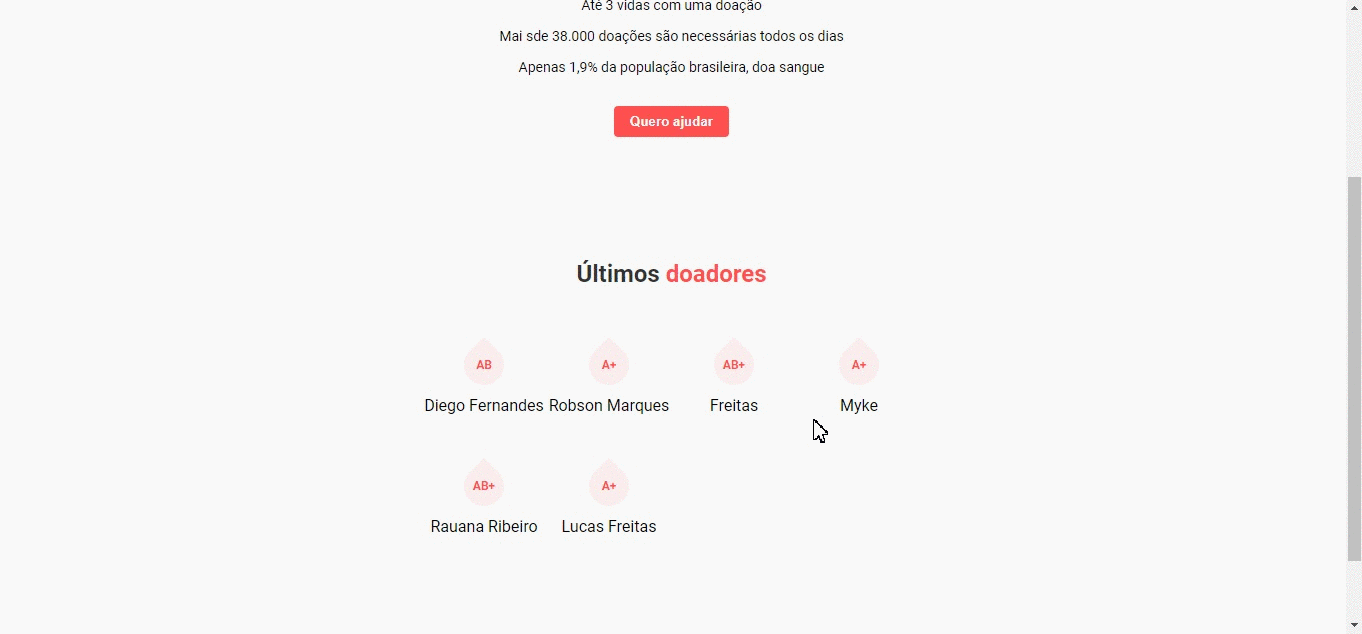 Até 3 vidas com uma doação
Mai sde 38.000 doações são necessárias todos os dias
Apenas 1,9% da população brasileira, doa sangue
Quero ajudar
Últimos doadores
AB A+ AB+ A+
Diego Fernandes Robson Marques Freitas Myke
AB+ A+
Rauana Ribeiro Lucas Freitas